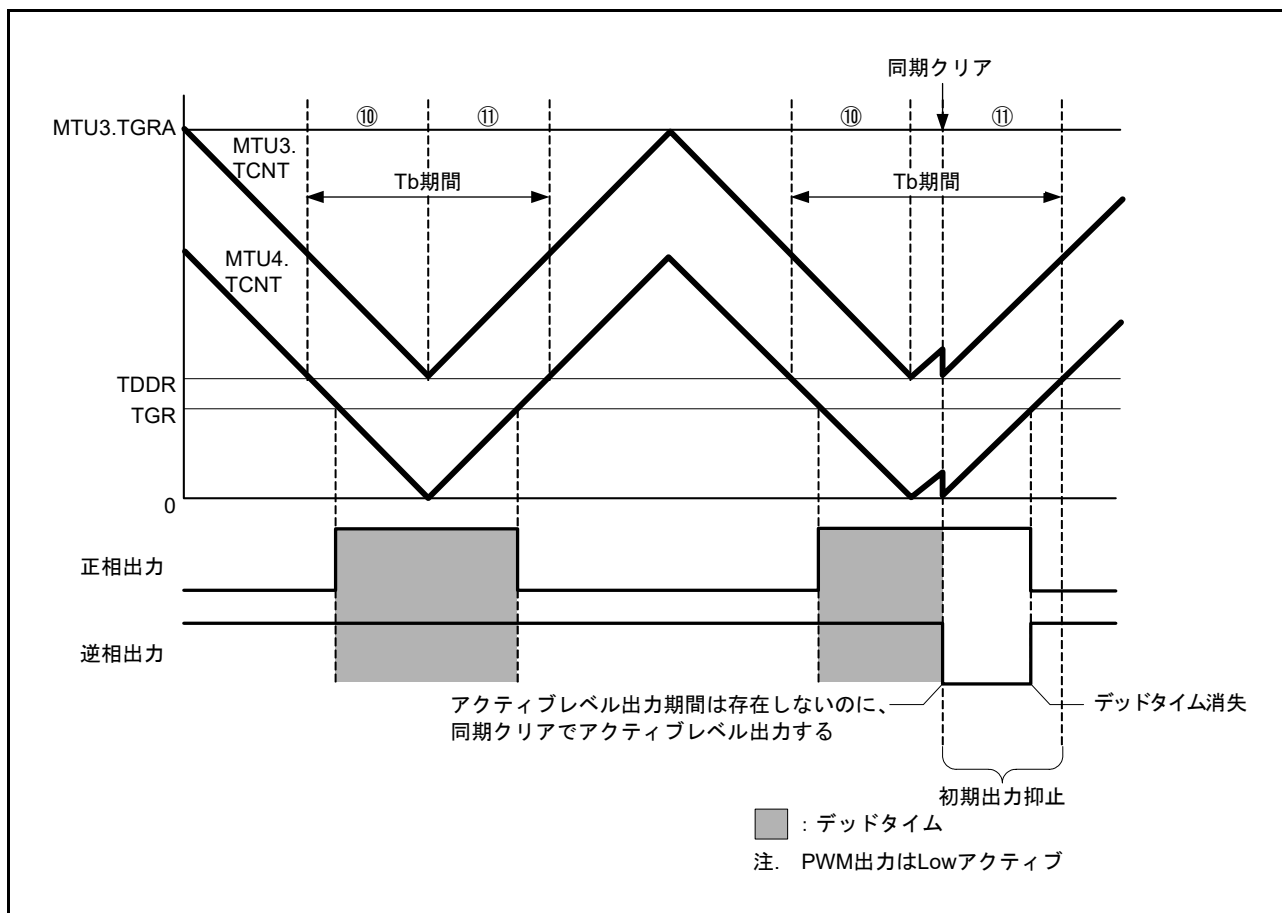 同期クリア
⑩ ⑪ ⑩ ⑪
MTU3.TGRA
MTU3.
TCNT
Tb期間 Tb期間
MTU4.
TCNT
TDDR
TGR
0
正相出力
逆相出力
アクティブレベル出力期間は存在しないのに、
同期クリアでアクティブレベル出力する
デッドタイム消失
初期出力抑止
：デッドタイム
注. PWM出力はLowアクティブ